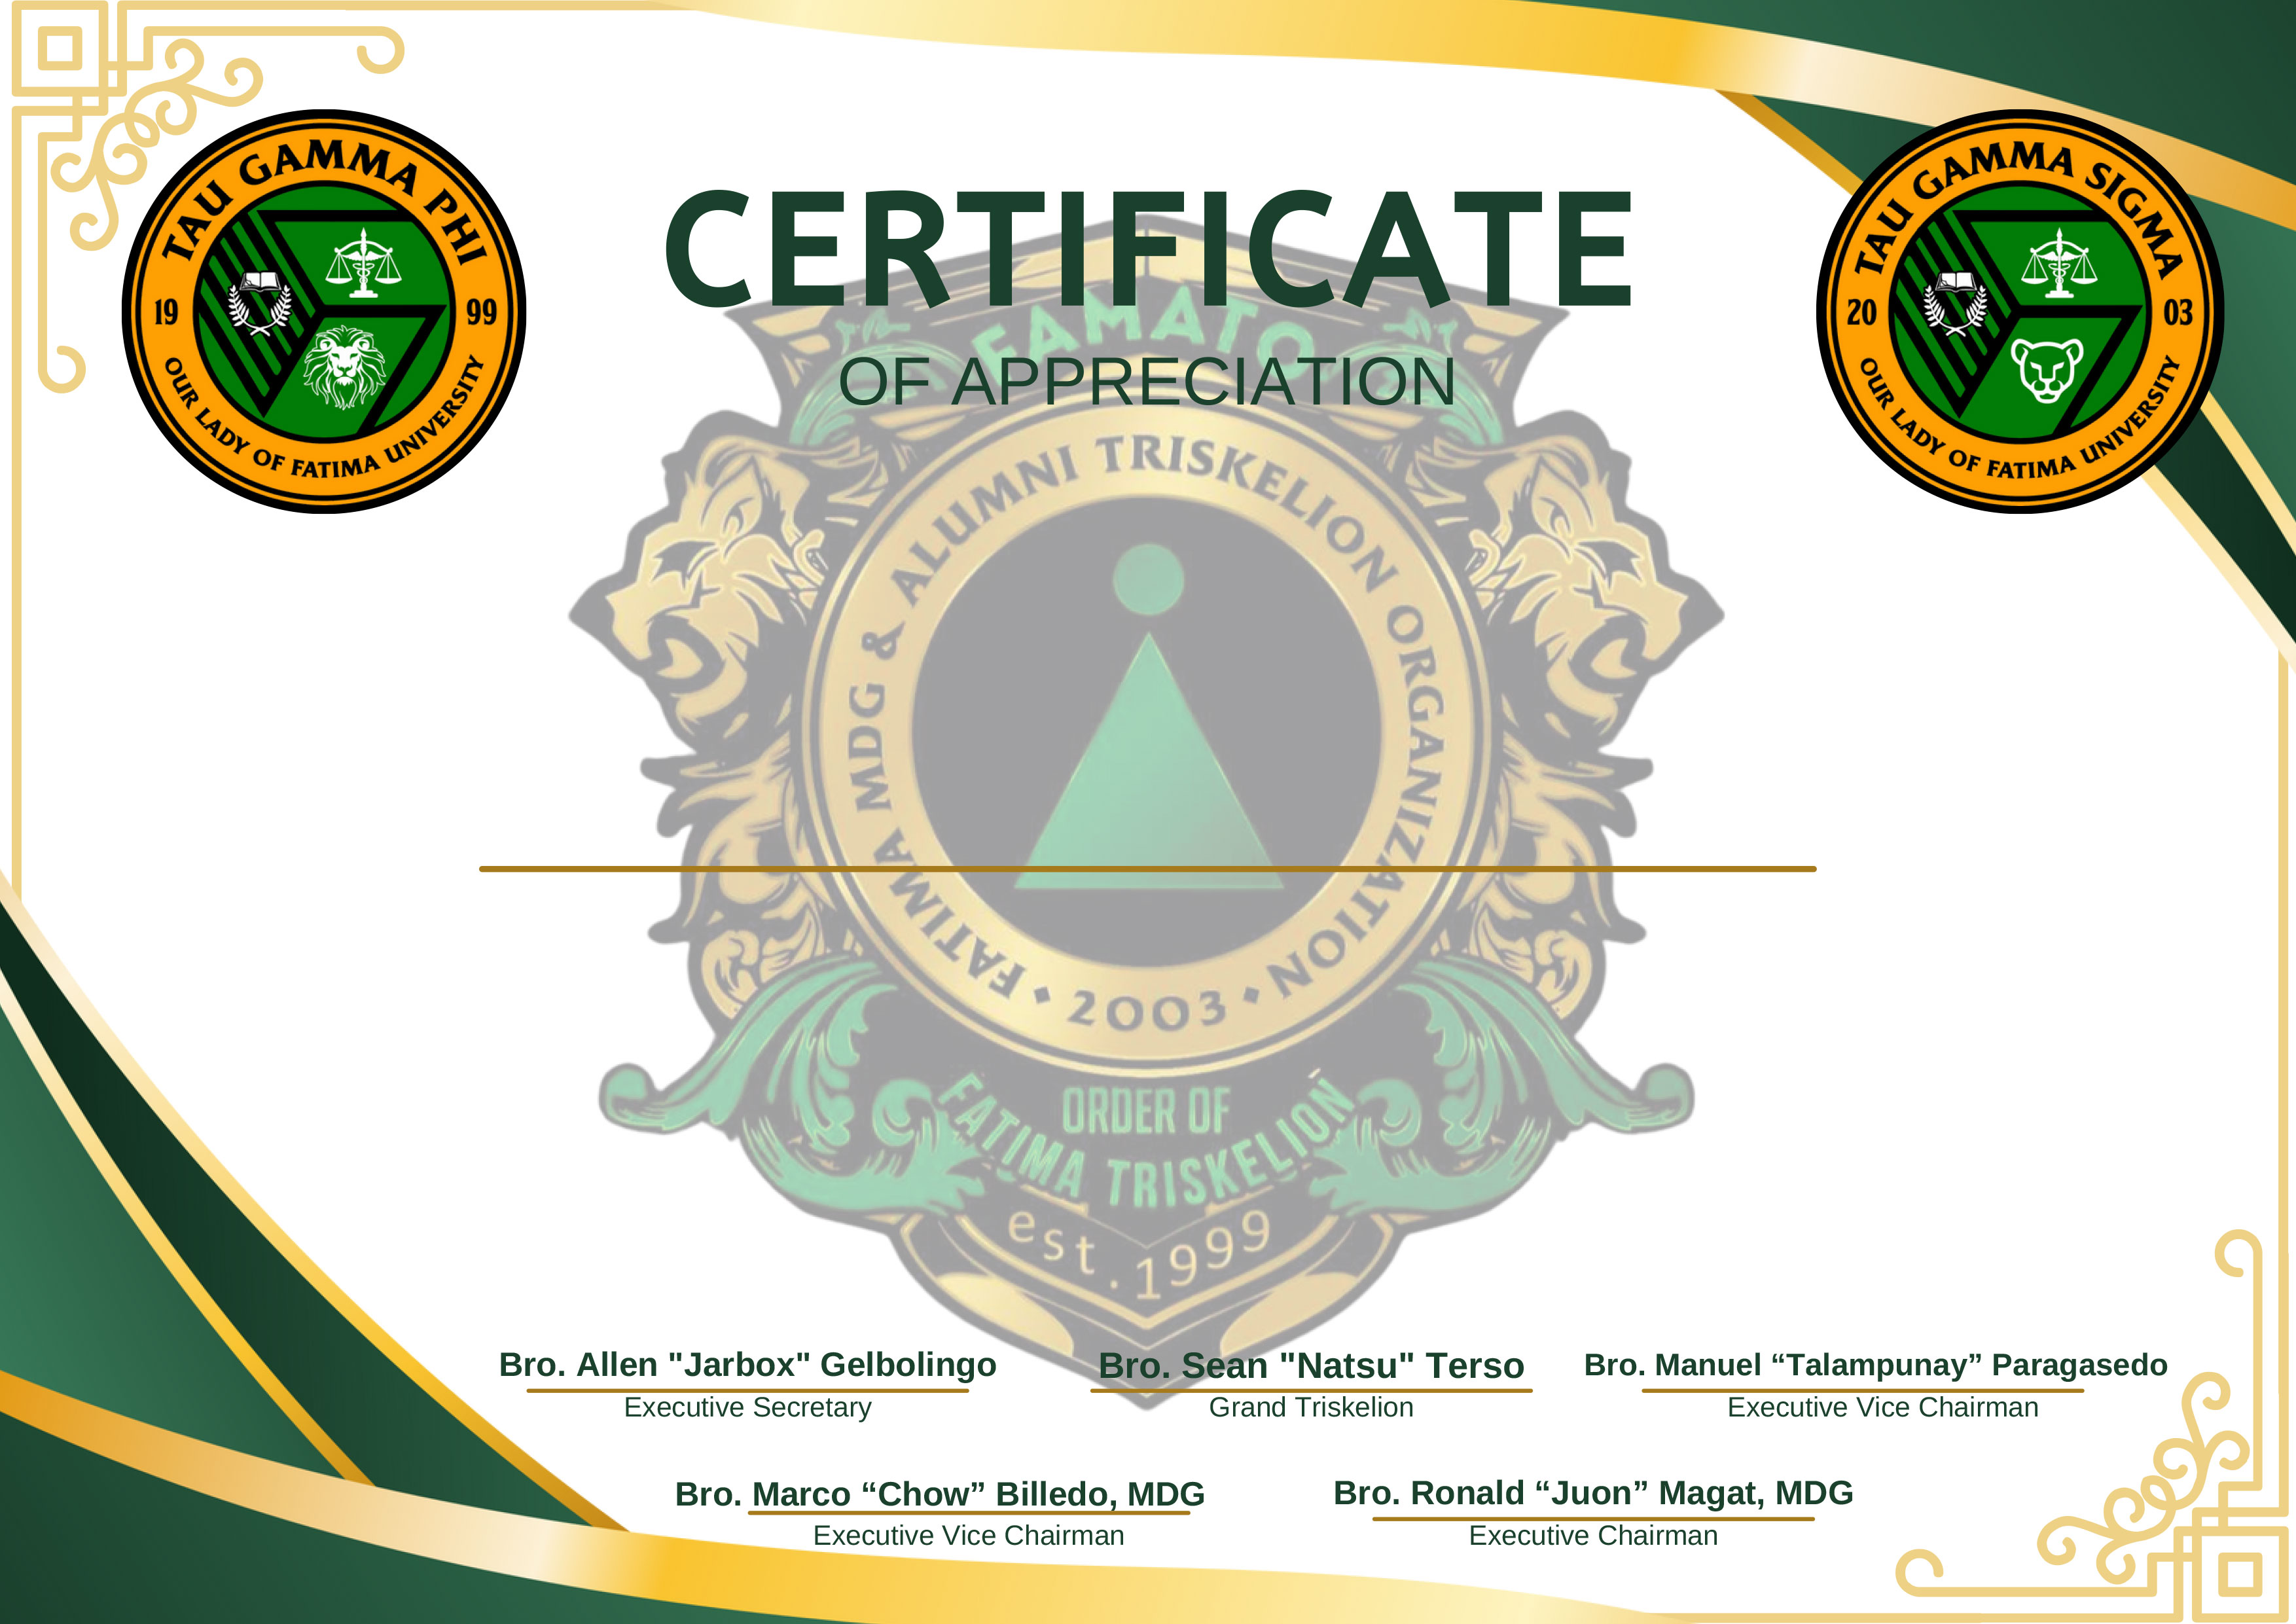 TAU GAMMA PHI
19 99
OUR LADY OF FATIMA UNIVERSITY
CERTIFICATE
OF APPRECIATION
TAU GAMMA SIGMA
20 03
OUR LADY OF FATIMA UNIVERSITY
FAMATO
FATIMA MDG & ALUMNI TRISKELION ORGANIZATION
• 2003 •
ORDER OF
FATIMA TRISKELION
est. 1999
Bro. Allen "Jarbox" Gelbolingo
Executive Secretary
Bro. Sean "Natsu" Terso
Grand Triskelion
Bro. Manuel “Talampunay” Paragasedo
Executive Vice Chairman
Bro. Marco “Chow” Billedo, MDG
Executive Vice Chairman
Bro. Ronald “Juon” Magat, MDG
Executive Chairman